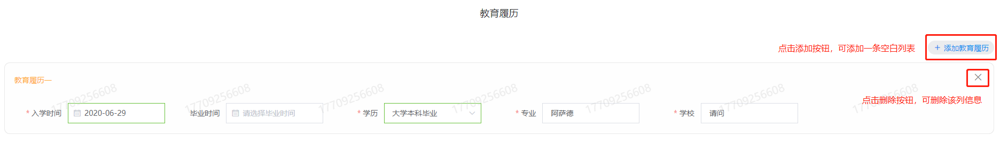 教育履历
点击添加按钮，可添加一条空白列表
+ 添加教育履历
教育履历一
点击删除按钮，可删除该列信息
17709256608 17709256608 17709256608 17709256608 17709256608 17709256608 17709256608
* 入学时间 2020-06-29 毕业时间 请选择毕业时间 * 学历 大学本科毕业 * 专业 阿萨德 * 学校 请问